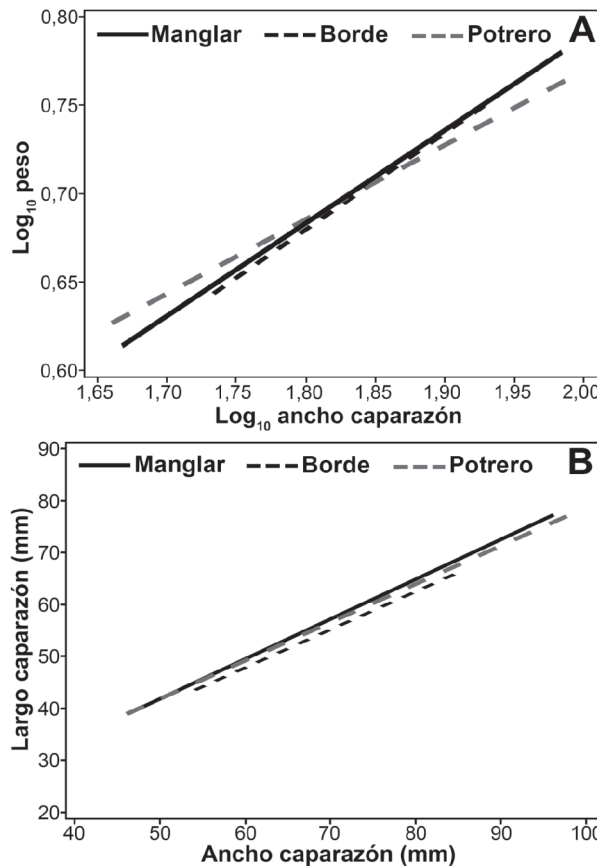 0,80
Manglar Borde Potrero A
0,75
0,70
0,65
0,60
Log10 peso
1,65 1,70 1,75 1,80 1,85 1,90 1,95 2,00
Log10 ancho caparazón
90
Manglar Borde Potrero B
80
70
60
50
40
30
20
Largo caparazón (mm)
40 50 60 70 80 90 100
Ancho caparazón (mm)